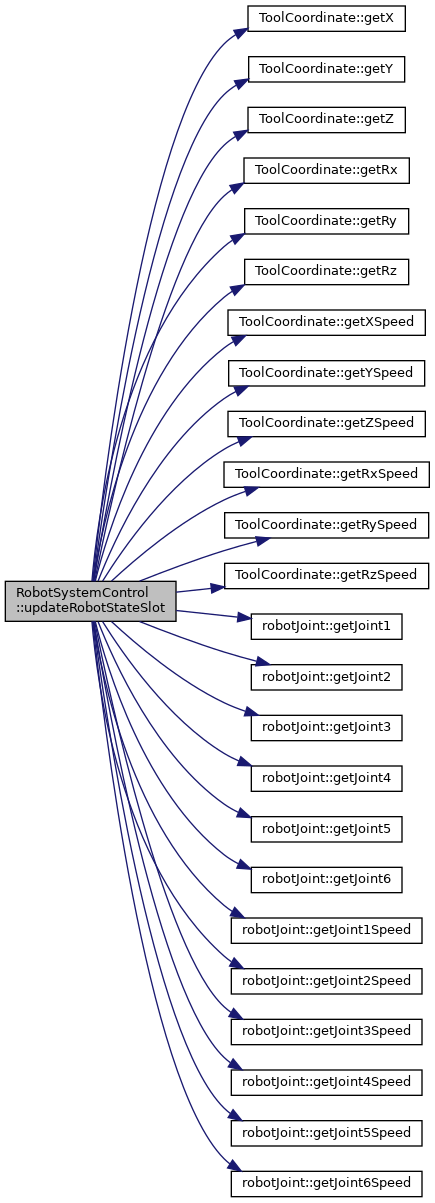 ToolCoordinate::getX
ToolCoordinate::getY
ToolCoordinate::getZ
ToolCoordinate::getRx
ToolCoordinate::getRy
ToolCoordinate::getRz
ToolCoordinate::getXSpeed
ToolCoordinate::getYSpeed
ToolCoordinate::getZSpeed
ToolCoordinate::getRxSpeed
ToolCoordinate::getRySpeed
ToolCoordinate::getRzSpeed
RobotSystemControl
::updateRobotStateSlot
robotJoint::getJoint1
robotJoint::getJoint2
robotJoint::getJoint3
robotJoint::getJoint4
robotJoint::getJoint5
robotJoint::getJoint6
robotJoint::getJoint1Speed
robotJoint::getJoint2Speed
robotJoint::getJoint3Speed
robotJoint::getJoint4Speed
robotJoint::getJoint5Speed
robotJoint::getJoint6Speed